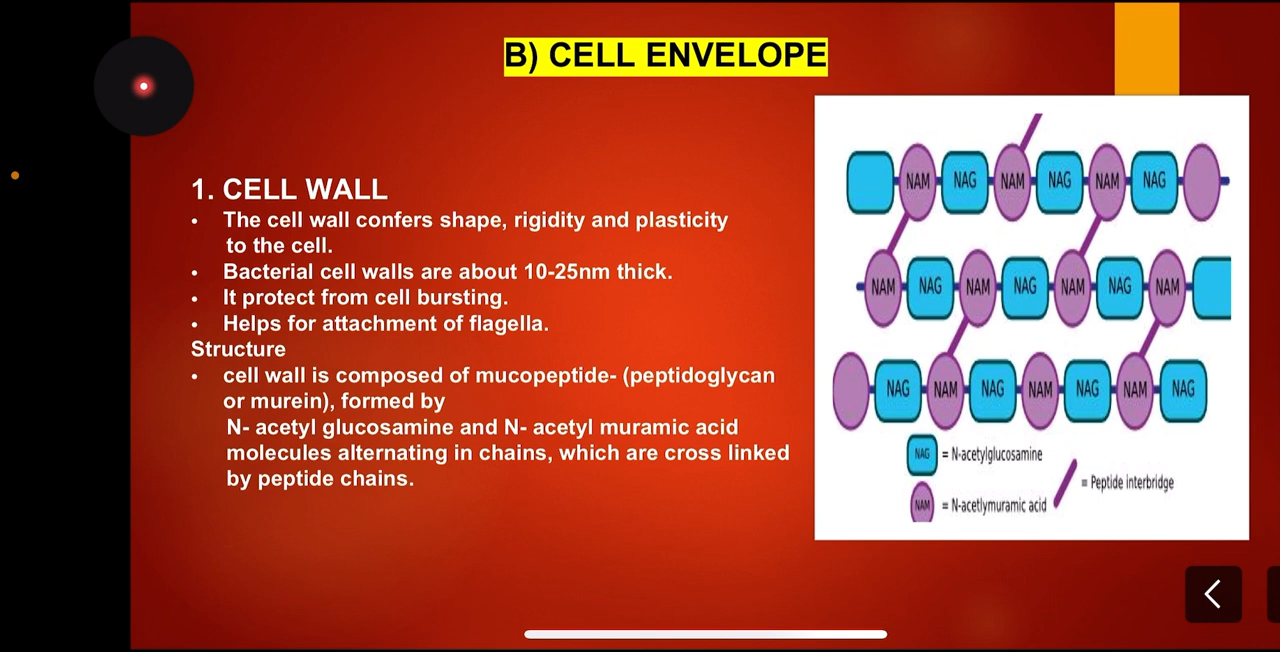 B) CELL ENVELOPE
1. CELL WALL
• The cell wall confers shape, rigidity and plasticity
to the cell.
• Bacterial cell walls are about 10-25nm thick.
• It protect from cell bursting.
• Helps for attachment of flagella.
Structure
• cell wall is composed of mucopeptide- (peptidoglycan
or murein), formed by
N- acetyl glucosamine and N- acetyl muramic acid
molecules alternating in chains, which are cross linked
by peptide chains.
NAM NAG NAM NAG NAM NAG
NAM NAG NAM NAG NAM NAG NAM
NAG NAM NAG NAM NAG NAM NAG
NAG = N-acetylglucosamine
= Peptide interbridge
NAM = N-acetlymuramic acid